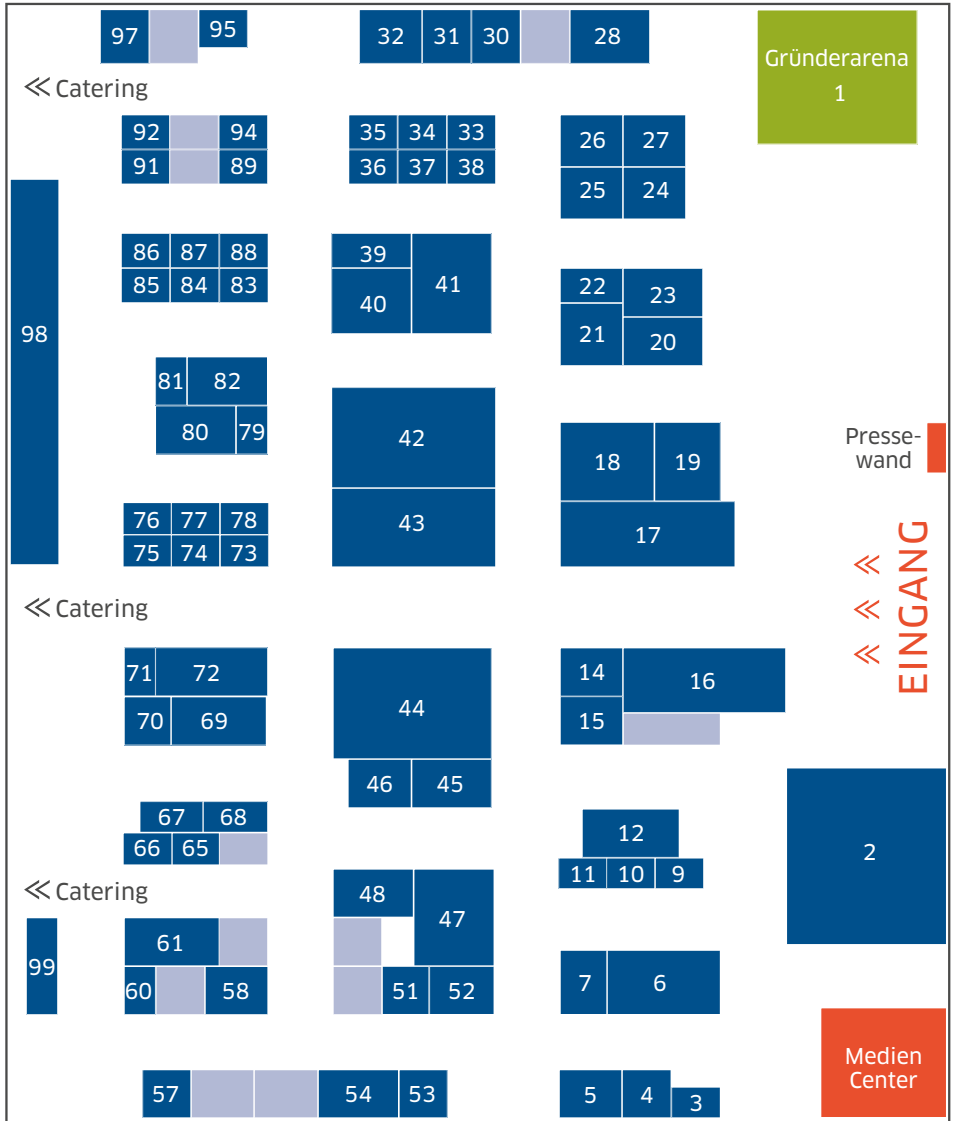 97 95 32 31 30 28
Gründerarena
1
Catering
92 94 35 34 33 26 27
91 89 36 37 38 25 24
86 87 88 39 41 22 23
85 84 83 40 21 20
98
81 82 42
80 79
18 19
Presse-
wand
76 77 78 43 17
75 74 73
EINGANG
Catering
71 72 44 14 16
70 69 15
46 45
67 68 12 2
66 65 11 10 9
Catering
48 47
61
99
60 58 51 52 7 6
Medien
Center
57 54 53 5 4 3